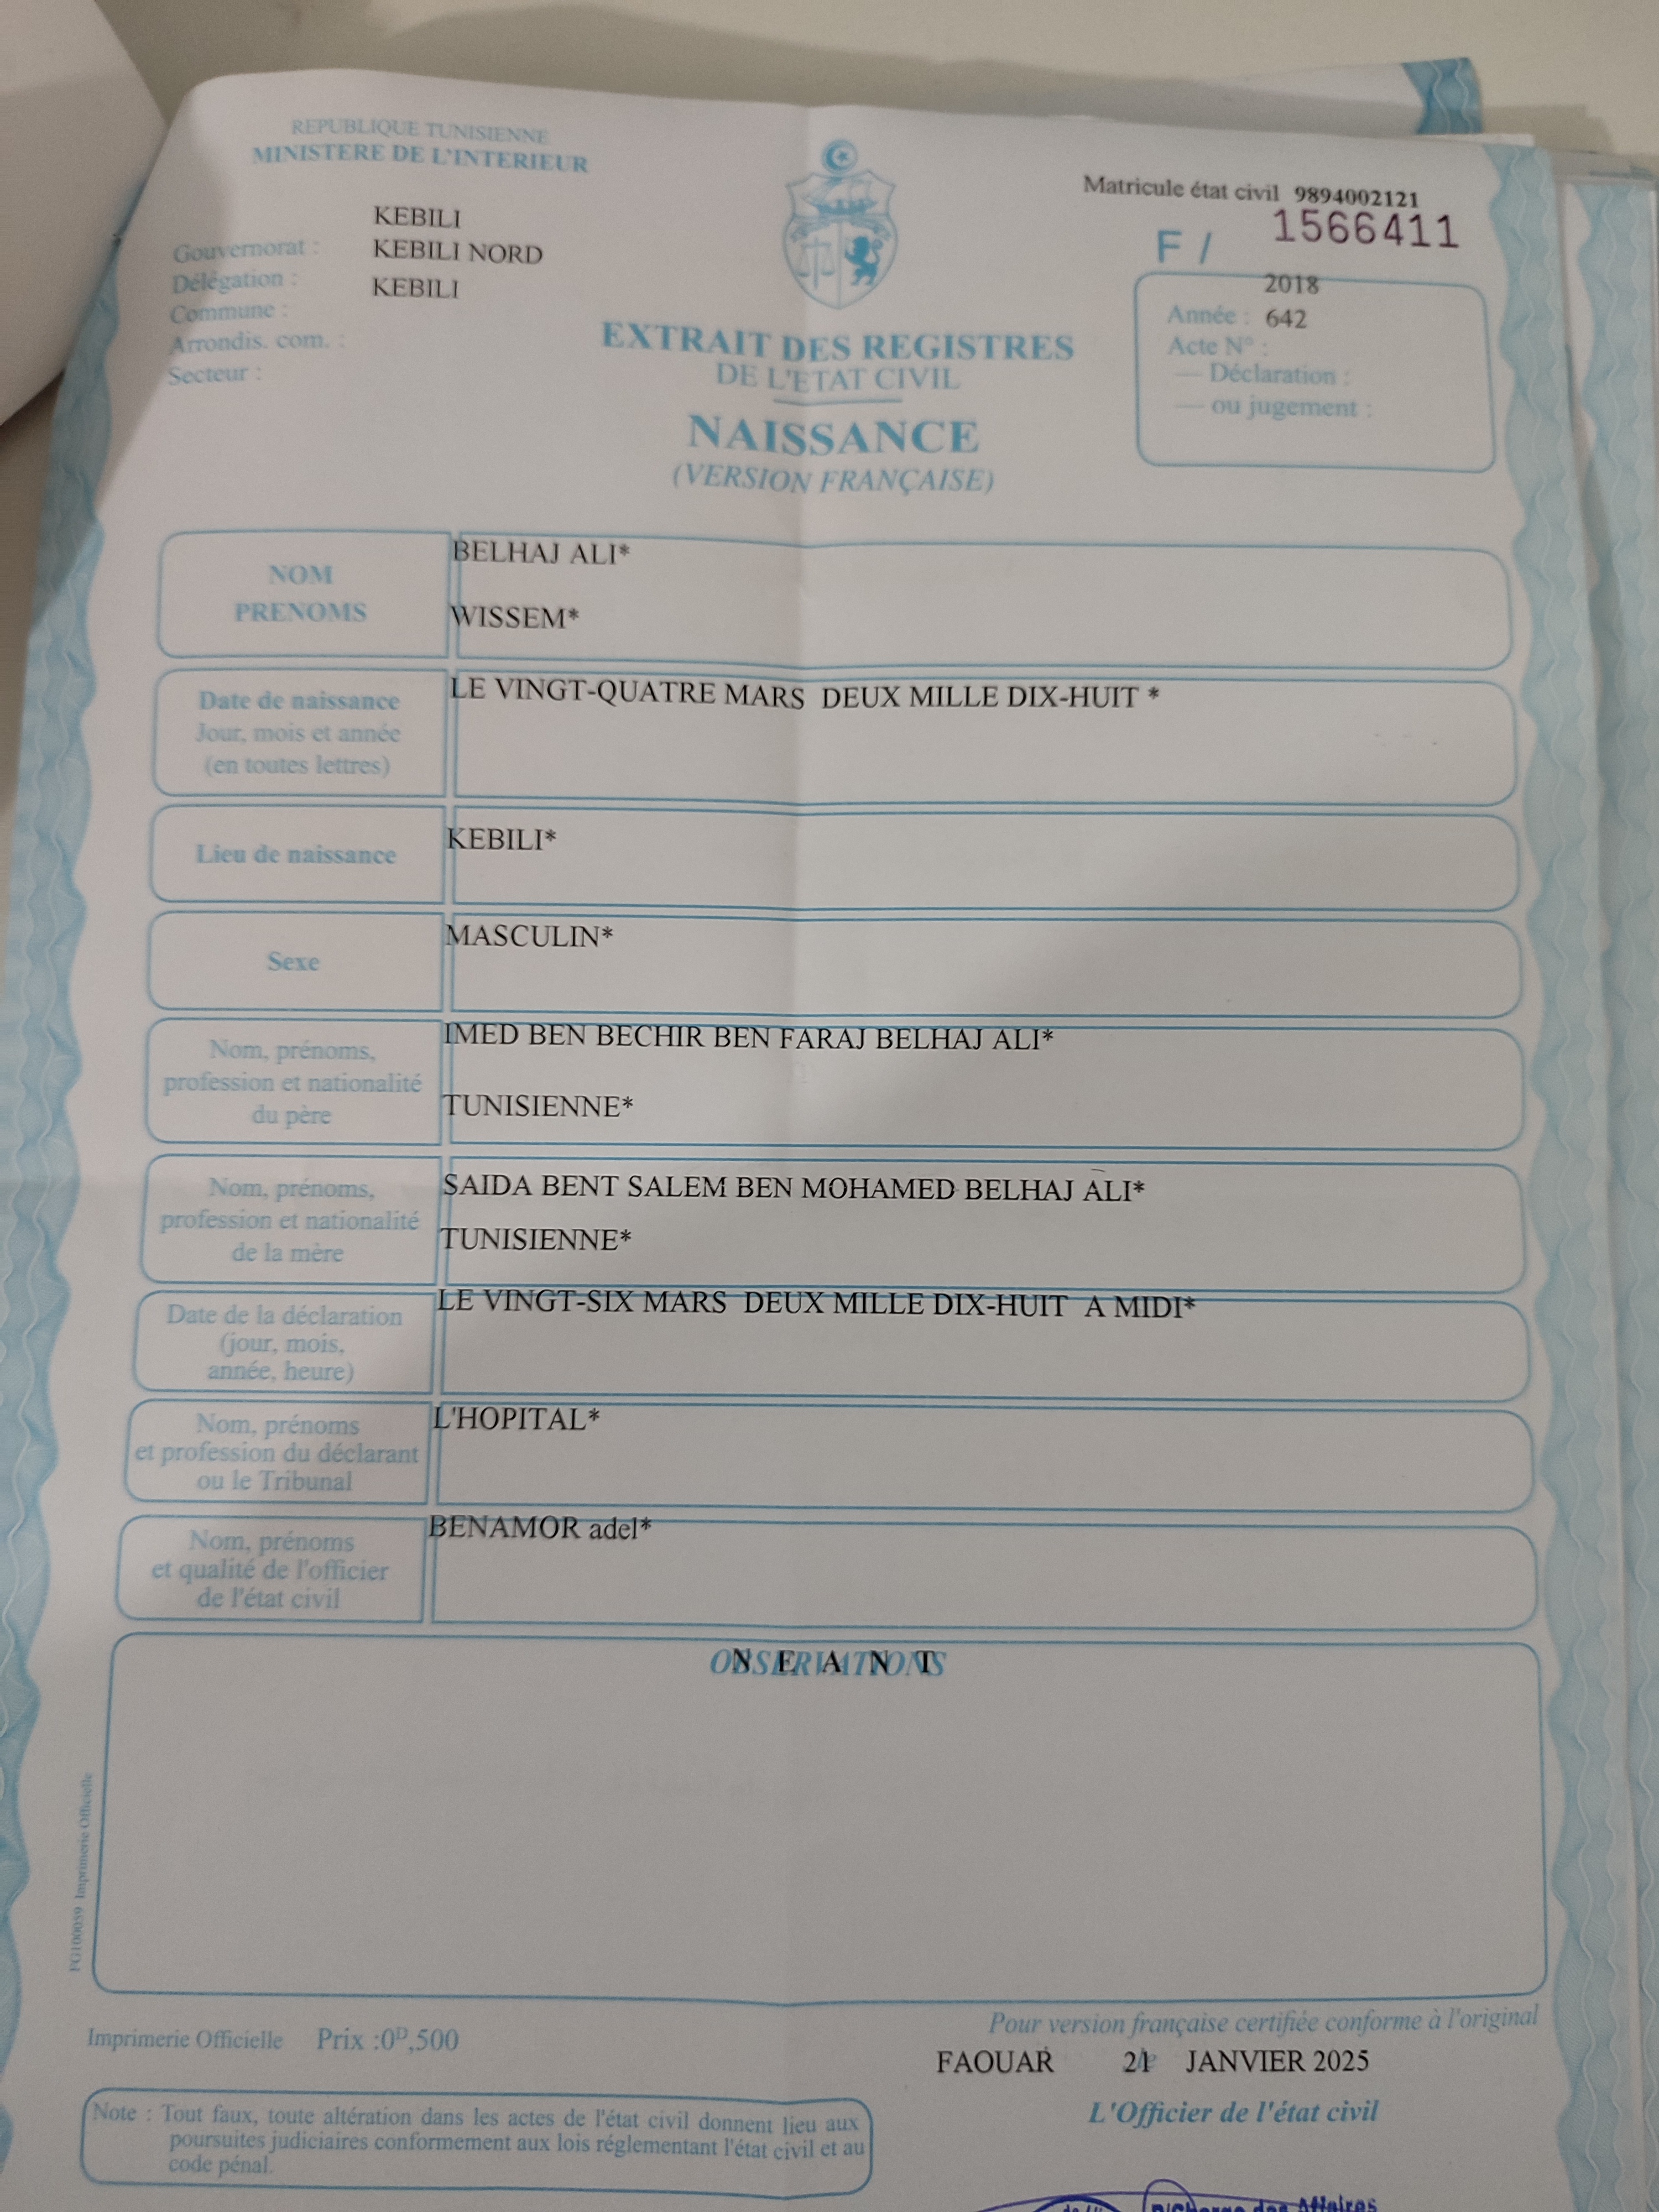 REPUBLIQUE TUNISIENNE
MINISTERE DE L'INTERIEUR
Matricule état civil 9894002121
F / 1566411
KEBILI
Gouvernorat : KEBILI NORD
Délégation : KEBILI
Commune :
Arrondis. com. :
Secteur :
2018
Année : 642
Acte N° :
— Déclaration :
— ou jugement :
EXTRAIT DES REGISTRES
DE L'ETAT CIVIL
NAISSANCE
(VERSION FRANÇAISE)
NOM
PRENOMS
BELHAJ ALI*
WISSEM*
Date de naissance
Jour, mois et année
(en toutes lettres)
LE VINGT-QUATRE MARS DEUX MILLE DIX-HUIT *
Lieu de naissance
KEBILI*
Sexe
MASCULIN*
Nom, prénoms,
profession et nationalité
du père
IMED BEN BECHIR BEN FARAJ BELHAJ ALI*
TUNISIENNE*
Nom, prénoms,
profession et nationalité
de la mère
SAIDA BENT SALEM BEN MOHAMED BELHAJ ALI*
TUNISIENNE*
Date de la déclaration
(jour, mois,
année, heure)
LE VINGT-SIX MARS DEUX MILLE DIX-HUIT A MIDI*
Nom, prénoms
et profession du déclarant
ou le Tribunal
L'HOPITAL*
Nom, prénoms
et qualité de l'officier
de l'état civil
BENAMOR adel*
OBSERVATIONS
N E A N T
FG100059 Imprimerie Officielle
Imprimerie Officielle Prix :0ᴰ,500
Pour version française certifiée conforme à l'original
FAOUAR le 21 JANVIER 2025
L'Officier de l'état civil
Note : Tout faux, toute altération dans les actes de l'état civil donnent lieu aux
poursuites judiciaires conformement aux lois réglementant l'état civil et au
code pénal.
des Affaires